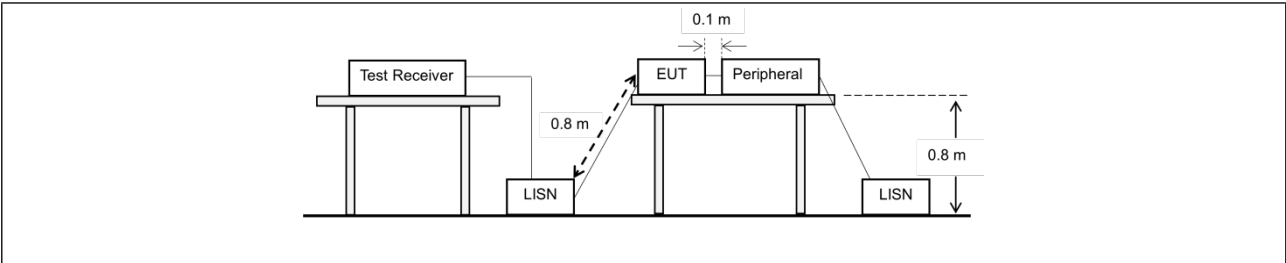 0.1 m
Test Receiver
EUT
Peripheral
0.8 m
0.8 m
LISN
LISN